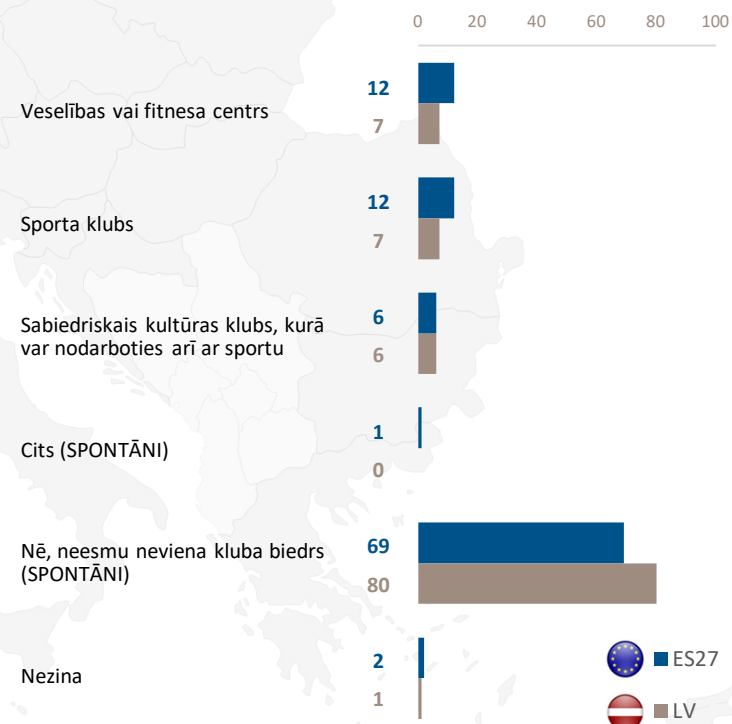 0 20 40 60 80 100
Veselības vai fitnesa centrs
12
7
Sporta klubs
12
7
Sabiedriskais kultūras klubs, kurā
var nodarboties arī ar sportu
6
6
Cits (SPONTĀNI)
1
0
Nē, neesmu neviena kluba biedrs
(SPONTĀNI)
69
80
Nezina
2
1
ES27
LV